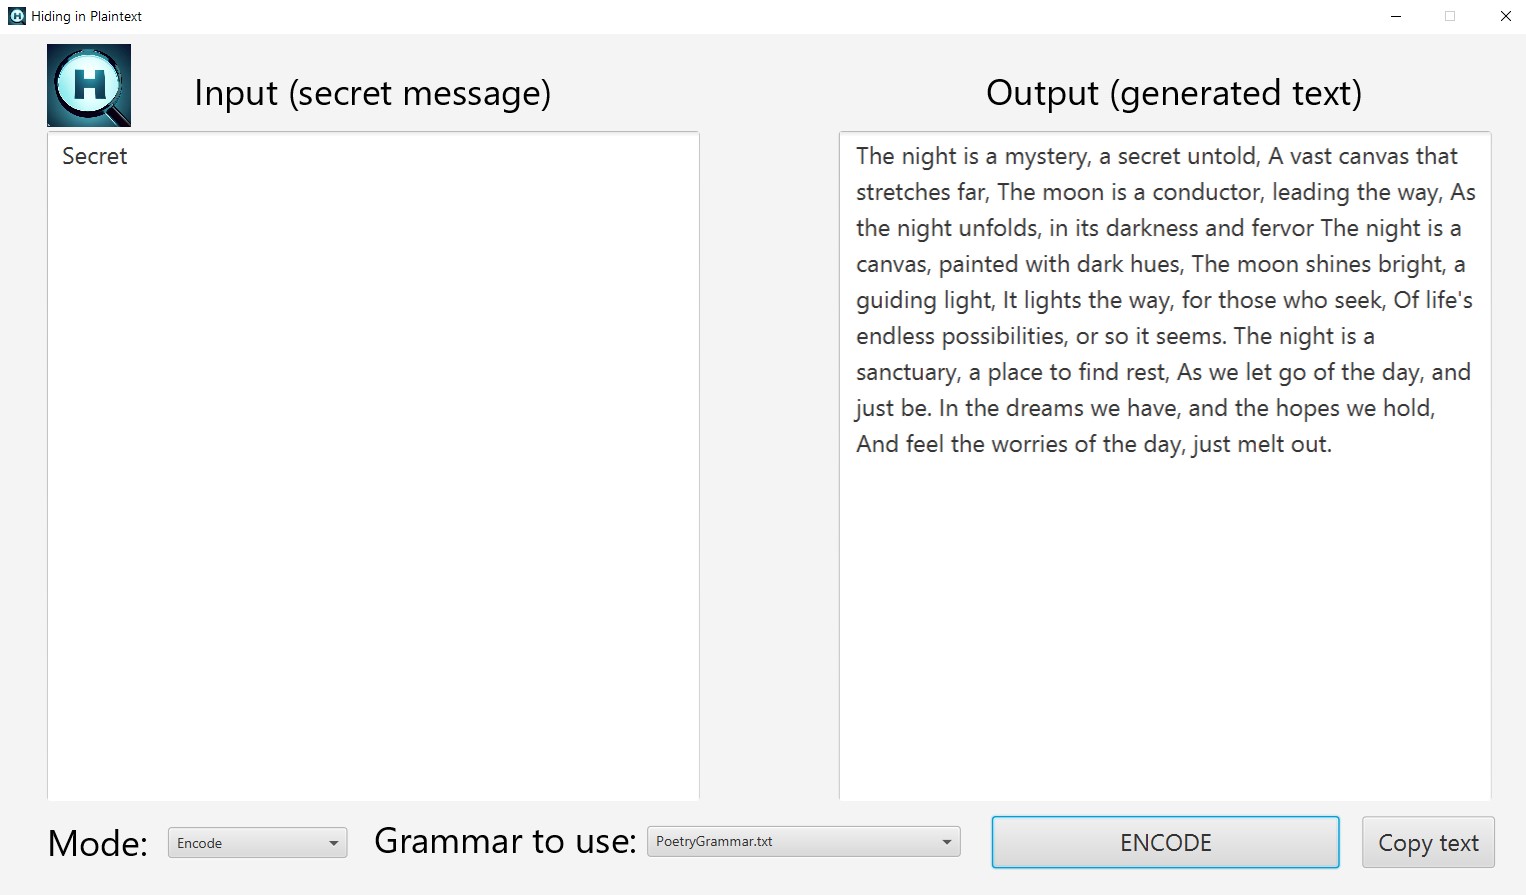 Hiding in Plaintext
H
Input (secret message)
Output (generated text)
Secret
The night is a mystery, a secret untold, A vast canvas that
stretches far, The moon is a conductor, leading the way, As
the night unfolds, in its darkness and fervor The night is a
canvas, painted with dark hues, The moon shines bright, a
guiding light, It lights the way, for those who seek, Of life's
endless possibilities, or so it seems. The night is a
sanctuary, a place to find rest, As we let go of the day, and
just be. In the dreams we have, and the hopes we hold,
And feel the worries of the day, just melt out.
Mode:
Encode
Grammar to use:
PoetryGrammar.txt
ENCODE
Copy text